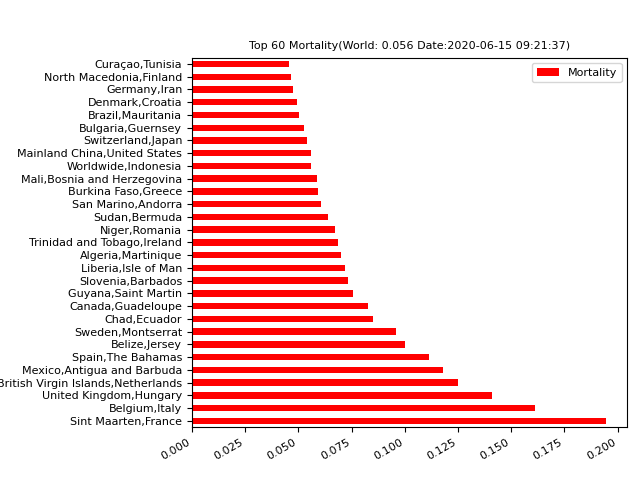 Top 60 Mortality(World: 0.056 Date:2020-06-15 09:21:37)
Mortality
Curaçao,Tunisia
North Macedonia,Finland
Germany,Iran
Denmark,Croatia
Brazil,Mauritania
Bulgaria,Guernsey
Switzerland,Japan
Mainland China,United States
Worldwide,Indonesia
Mali,Bosnia and Herzegovina
Burkina Faso,Greece
San Marino,Andorra
Sudan,Bermuda
Niger,Romania
Trinidad and Tobago,Ireland
Algeria,Martinique
Liberia,Isle of Man
Slovenia,Barbados
Guyana,Saint Martin
Canada,Guadeloupe
Chad,Ecuador
Sweden,Montserrat
Belize,Jersey
Spain,The Bahamas
Mexico,Antigua and Barbuda
British Virgin Islands,Netherlands
United Kingdom,Hungary
Belgium,Italy
Sint Maarten,France
0.000 0.025 0.050 0.075 0.100 0.125 0.150 0.175 0.200